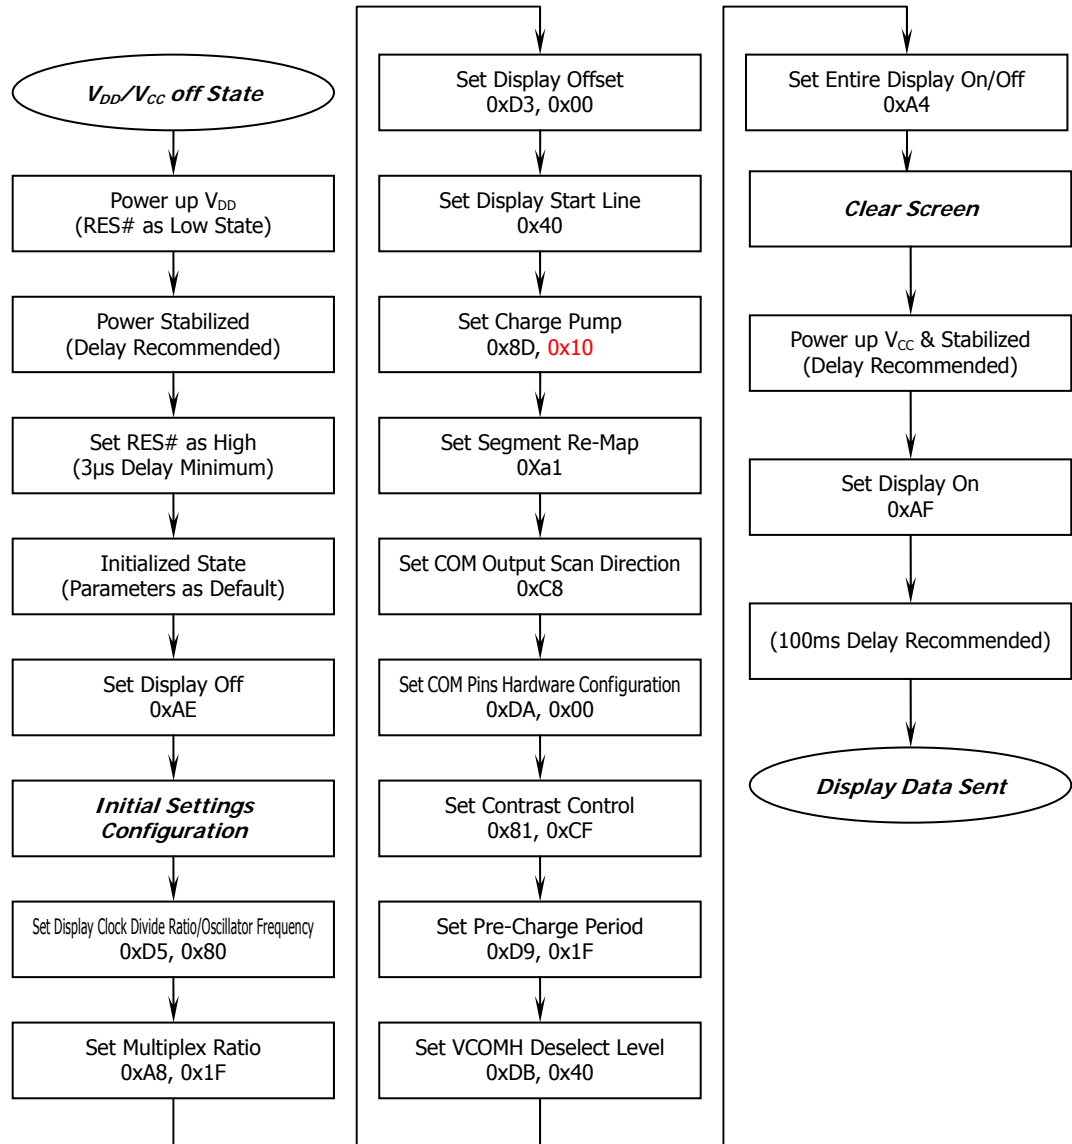 V_DD/V_CC off State
Power up V_DD
(RES# as Low State)
Power Stabilized
(Delay Recommended)
Set RES# as High
(3µs Delay Minimum)
Initialized State
(Parameters as Default)
Set Display Off
0xAE
Initial Settings
Configuration
Set Display Clock Divide Ratio/Oscillator Frequency
0xD5, 0x80
Set Multiplex Ratio
0xA8, 0x1F
Set Display Offset
0xD3, 0x00
Set Display Start Line
0x40
Set Charge Pump
0x8D, 0x10
Set Segment Re-Map
0Xa1
Set COM Output Scan Direction
0xC8
Set COM Pins Hardware Configuration
0xDA, 0x00
Set Contrast Control
0x81, 0xCF
Set Pre-Charge Period
0xD9, 0x1F
Set VCOMH Deselect Level
0xDB, 0x40
Set Entire Display On/Off
0xA4
Clear Screen
Power up V_CC & Stabilized
(Delay Recommended)
Set Display On
0xAF
(100ms Delay Recommended)
Display Data Sent